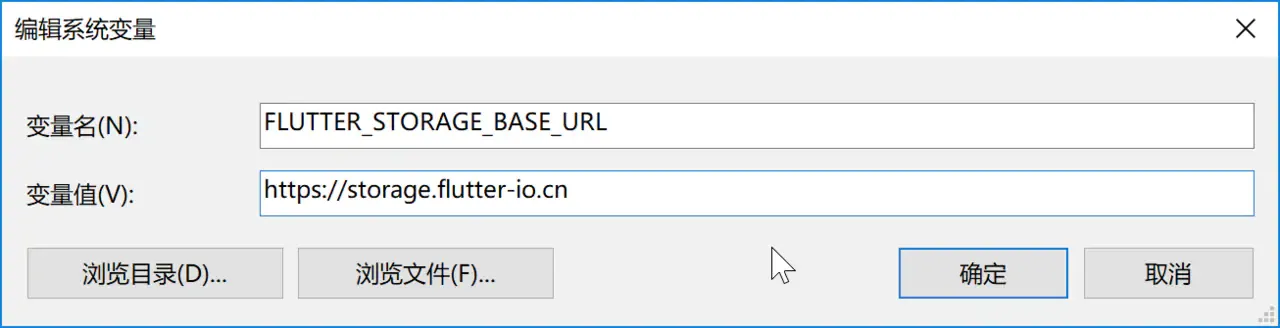 编辑系统变量
变量名(N): FLUTTER_STORAGE_BASE_URL
变量值(V): https://storage.flutter-io.cn
浏览目录(D)... 浏览文件(F)... 确定 取消